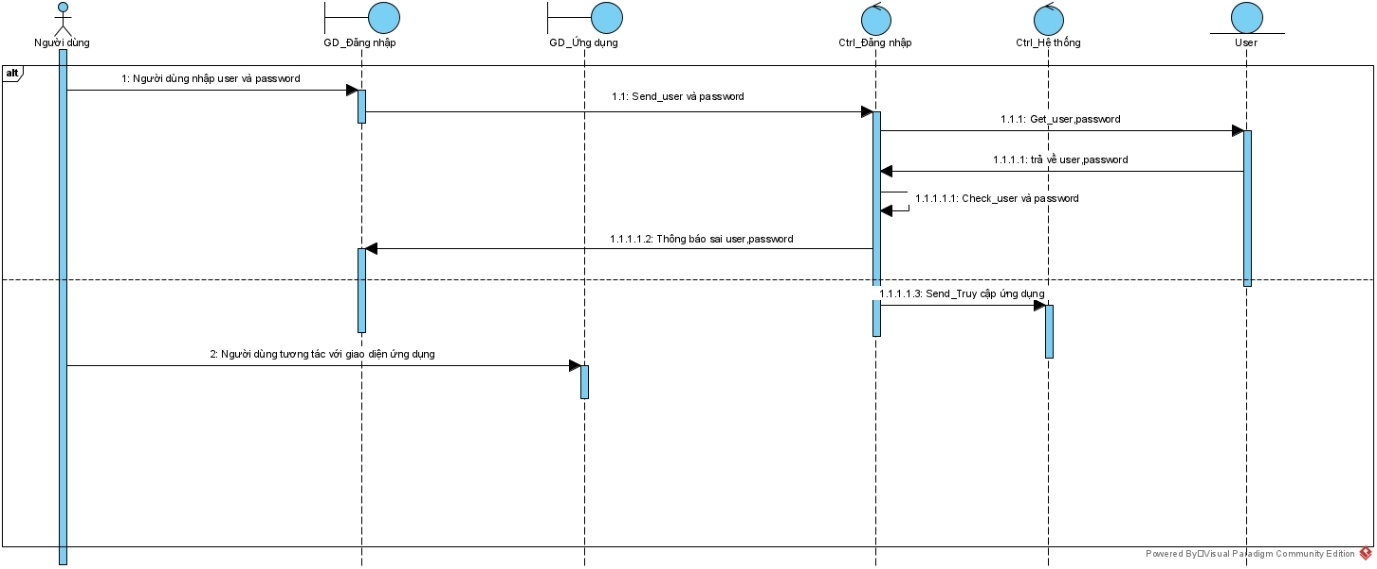 Người dùng
GD_Đăng nhập
GD_Ứng dụng
Ctrl_Đăng nhập
Ctrl_Hệ thống
User
alt
1: Người dùng nhập user và password
1.1: Send_user và password
1.1.1: Get_user,password
1.1.1.1: trả về user,password
1.1.1.1.1: Check_user và password
1.1.1.1.2: Thông báo sai user,password
1.1.1.1.3: Send_Truy cập ứng dụng
2: Người dùng tương tác với giao diện ứng dụng
Powered By Visual Paradigm Community Edition